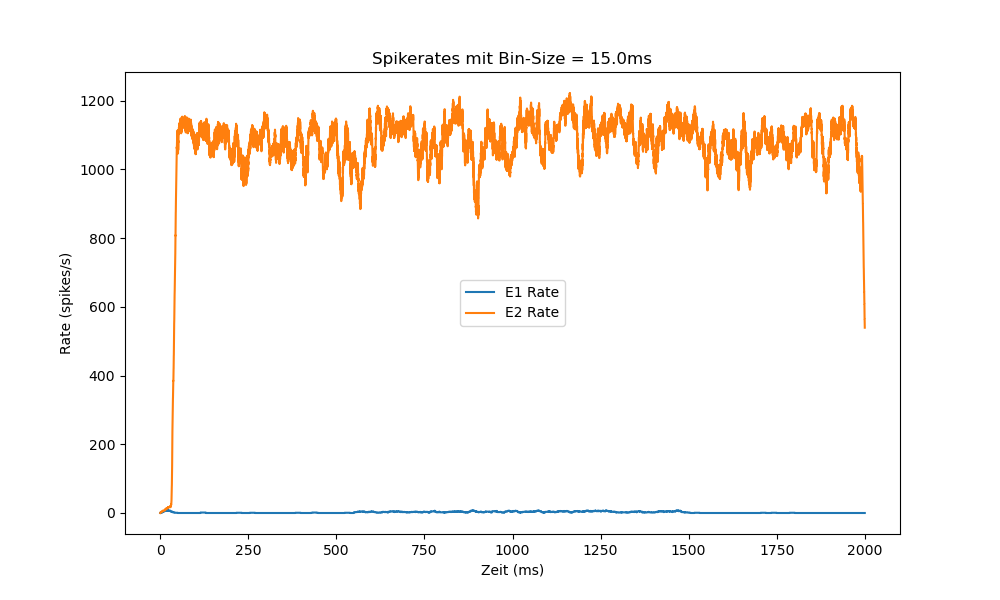 Spikerates mit Bin-Size = 15.0ms
1200
1000
800
600
400
200
0
Rate (spikes/s)
E1 Rate
E2 Rate
0 250 500 750 1000 1250 1500 1750 2000
Zeit (ms)